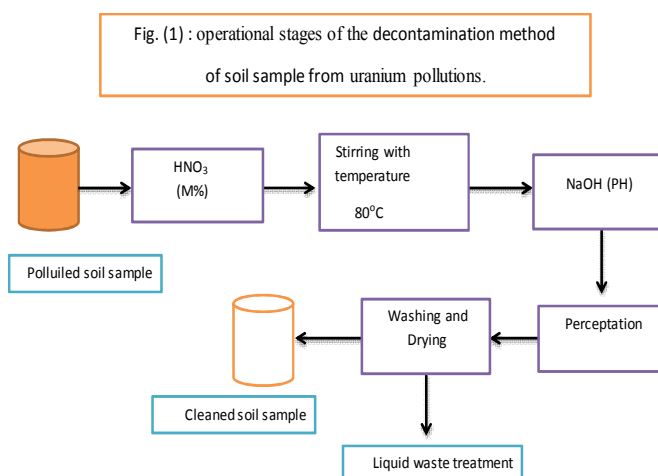 Fig. (1) : operational stages of the decontamination method
of soil sample from uranium pollutions.
HNO₃
(M%)
Stirring with
temperature
80°C
NaOH (PH)
Polluiled soil sample
Perceptation
Washing and
Drying
Cleaned soil sample
Liquid waste treatment